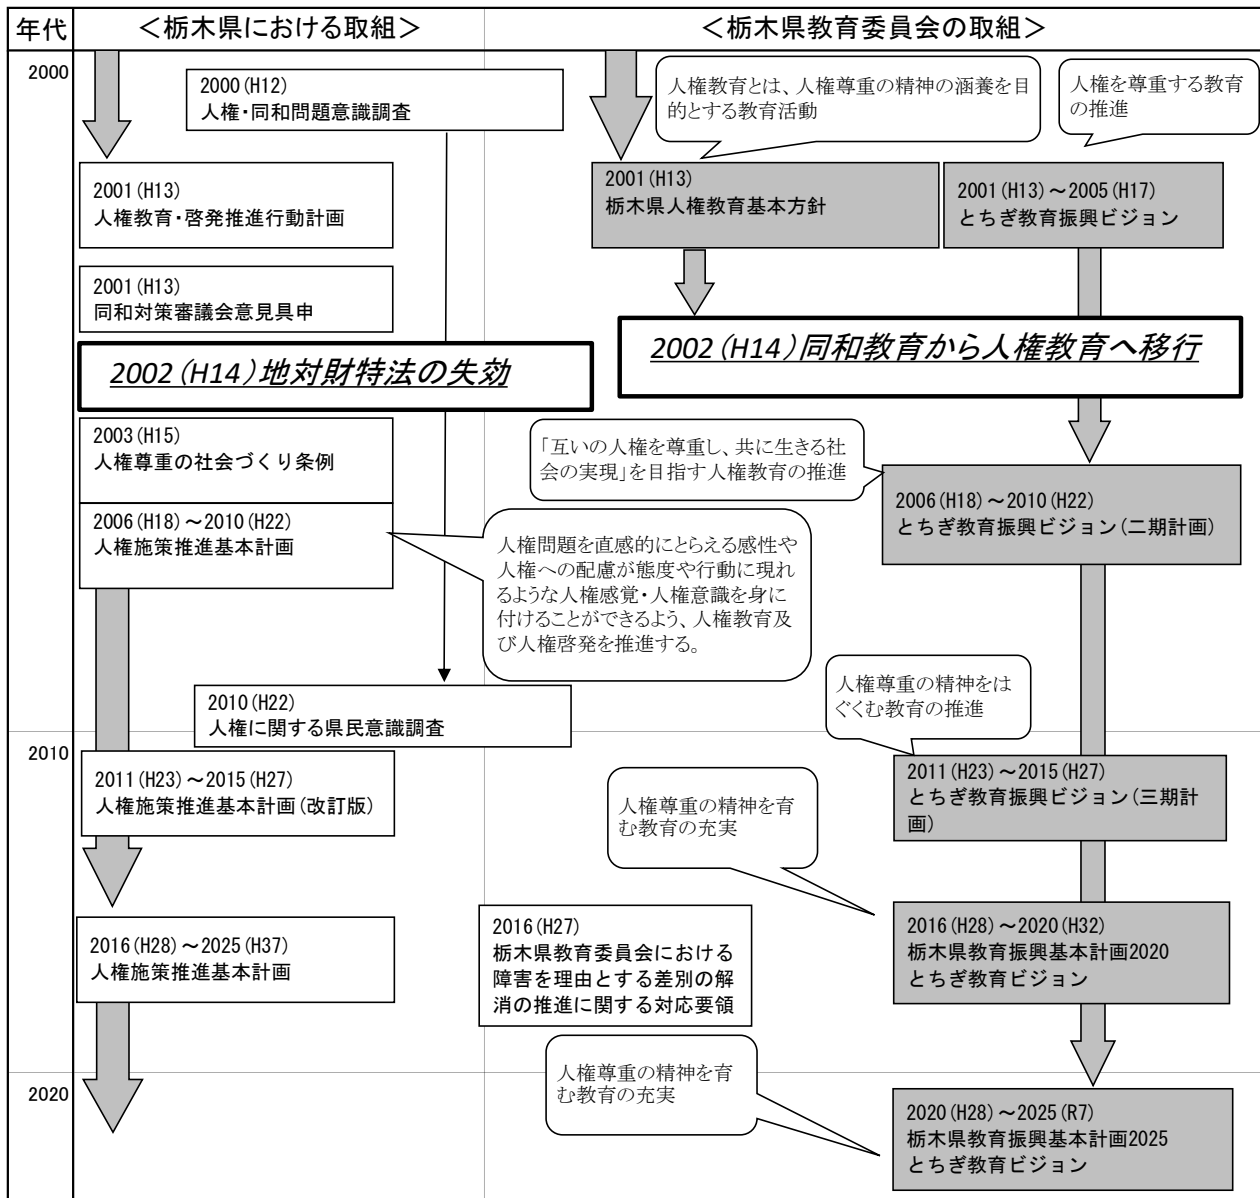 年代
＜栃木県における取組＞
＜栃木県教育委員会の取組＞
2000
2000(H12)
人権・同和問題意識調査
人権教育とは、人権尊重の精神の涵養を目
的とする教育活動
人権を尊重する教育
の推進
2001(H13)
人権教育・啓発推進行動計画
2001(H13)
栃木県人権教育基本方針
2001(H13)～2005(H17)
とちぎ教育振興ビジョン
2001(H13)
同和対策審議会意見具申
2002(H14)地対財特法の失効
2002(H14)同和教育から人権教育へ移行
2003(H15)
人権尊重の社会づくり条例
「互いの人権を尊重し、共に生きる社
会の実現」を目指す人権教育の推進
2006(H18)～2010(H22)
とちぎ教育振興ビジョン(二期計画)
2006(H18)～2010(H22)
人権施策推進基本計画
人権問題を直感的にとらえる感性や
人権への配慮が態度や行動に現れ
るような人権感覚・人権意識を身に
付けることができるよう、人権教育及
び人権啓発を推進する。
2010(H22)
人権に関する県民意識調査
人権尊重の精神をは
ぐくむ教育の推進
2010
2011(H23)～2015(H27)
人権施策推進基本計画(改訂版)
2011(H23)～2015(H27)
とちぎ教育振興ビジョン(三期計
画)
人権尊重の精神を育
む教育の充実
2016(H28)～2025(H37)
人権施策推進基本計画
2016(H27)
栃木県教育委員会における
障害を理由とする差別の解
消の推進に関する対応要領
2016(H28)～2020(H32)
栃木県教育振興基本計画2020
とちぎ教育ビジョン
人権尊重の精神を育
む教育の充実
2020
2020(H28)～2025(R7)
栃木県教育振興基本計画2025
とちぎ教育ビジョン